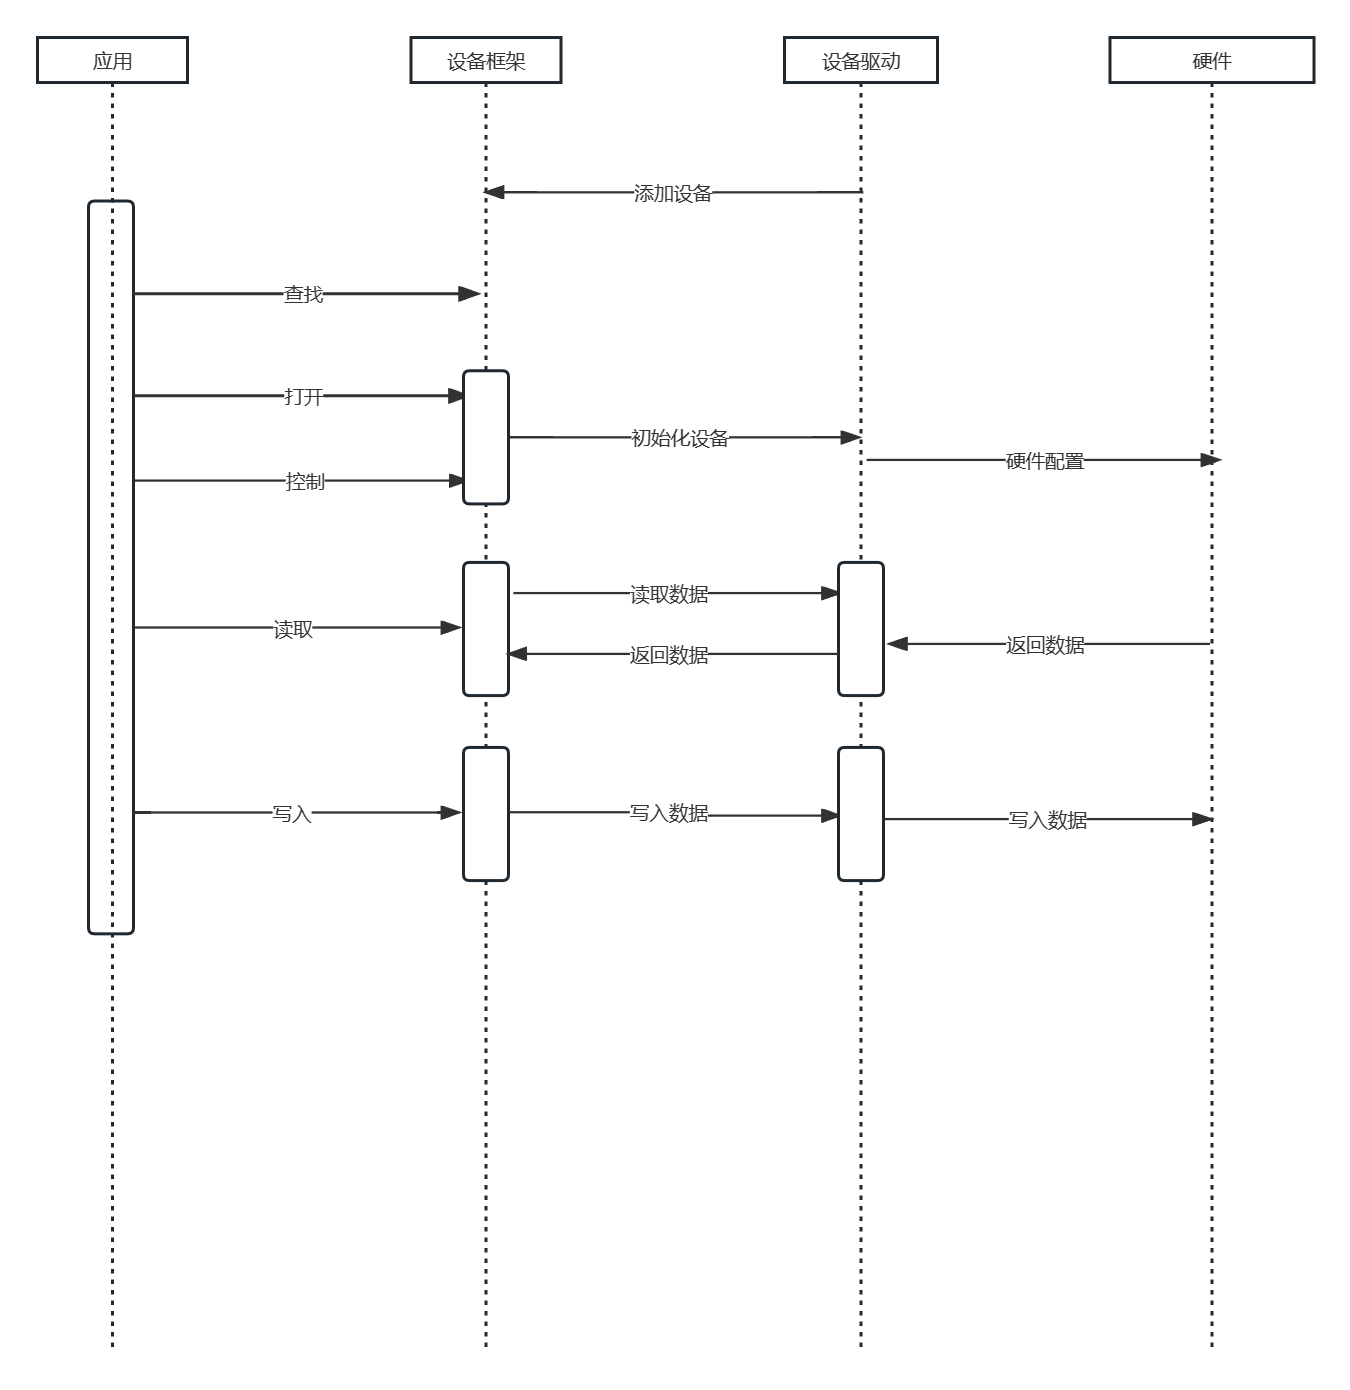 应用
设备框架
设备驱动
硬件
添加设备
查找
打开
初始化设备
硬件配置
控制
读取数据
读取
返回数据
返回数据
写入
写入数据
写入数据